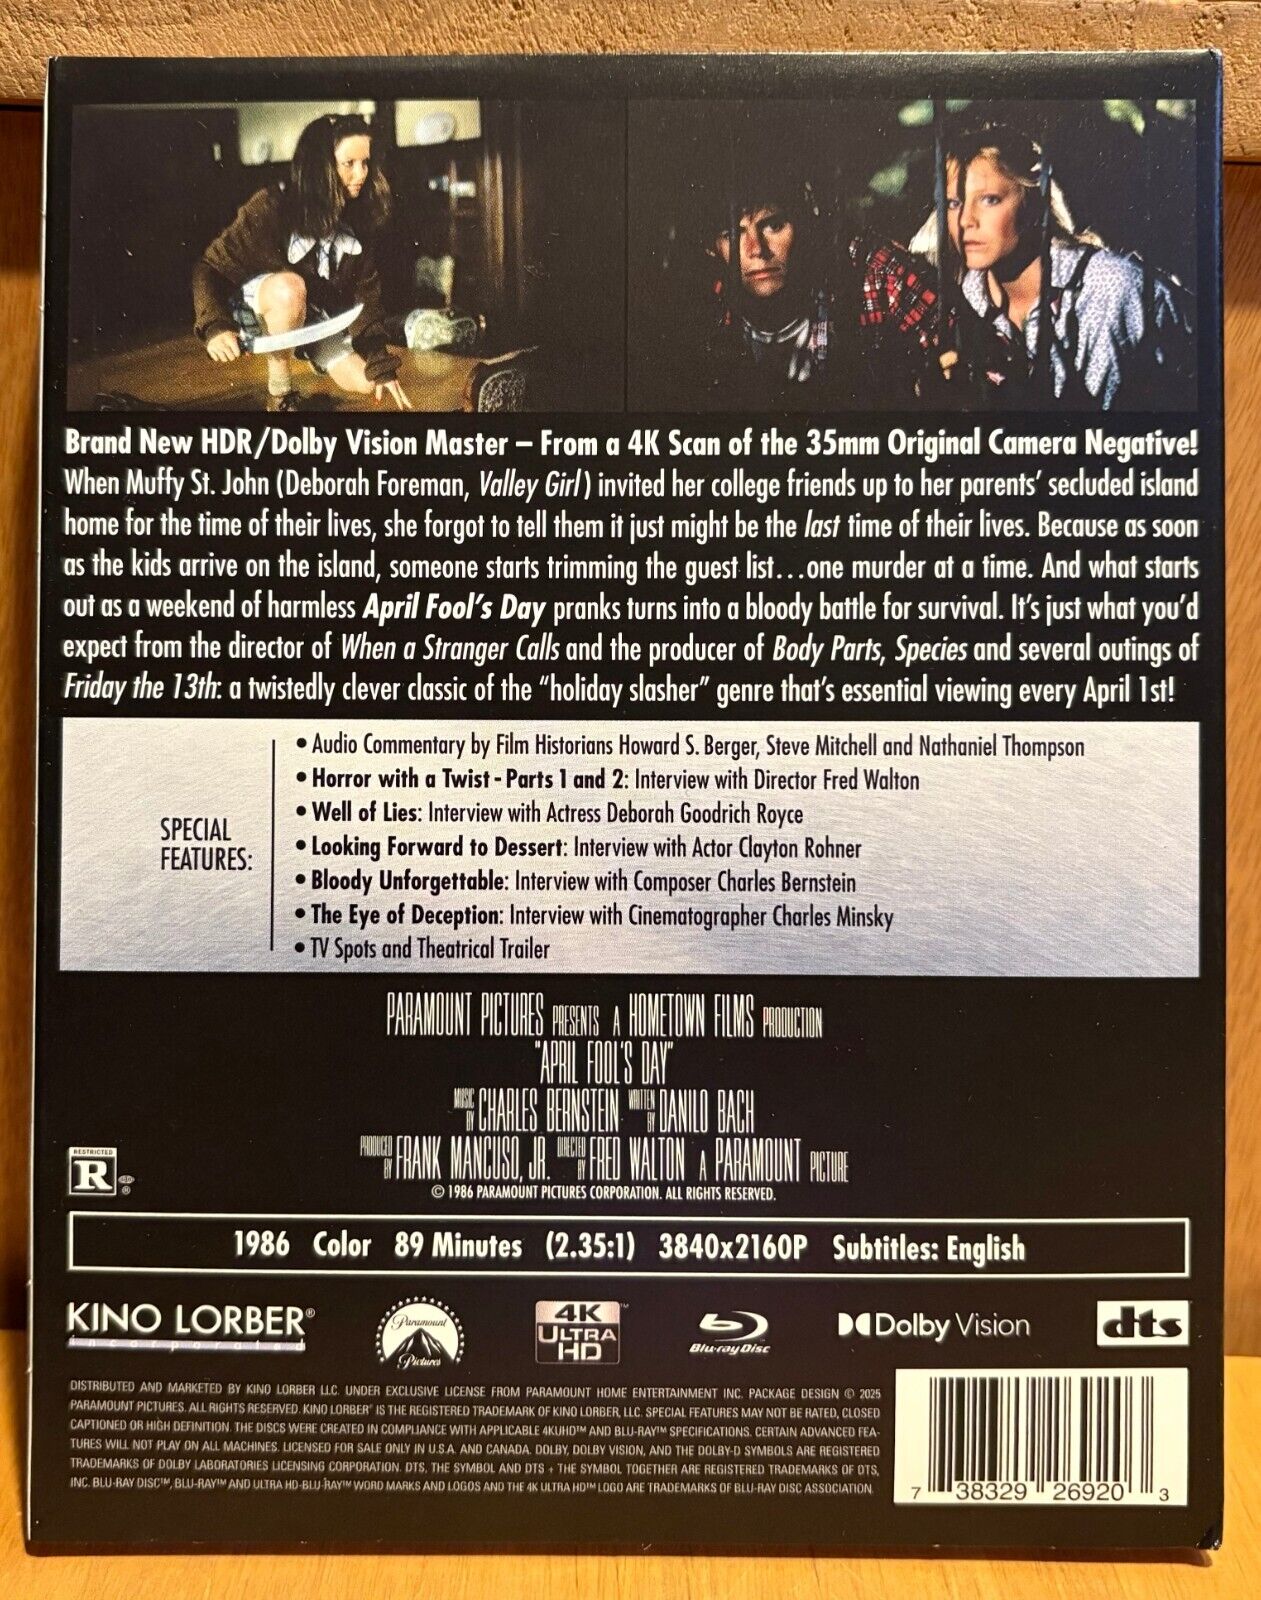 Brand New HDR/Dolby Vision Master – From a 4K Scan of the 35mm Original Camera Negative!
When Muffy St. John (Deborah Foreman, Valley Girl) invited her college friends up to her parents' secluded island
home for the time of their lives, she forgot to tell them it just might be the last time of their lives. Because as soon
as the kids arrive on the island, someone starts trimming the guest list...one murder at a time. And what starts
out as a weekend of harmless April Fool's Day pranks turns into a bloody battle for survival. It's just what you'd
expect from the director of When a Stranger Calls and the producer of Body Parts, Species and several outings of
Friday the 13th: a twistedly clever classic of the "holiday slasher" genre that's essential viewing every April 1st!
SPECIAL
FEATURES:
• Audio Commentary by Film Historians Howard S. Berger, Steve Mitchell and Nathaniel Thompson
• Horror with a Twist - Parts 1 and 2: Interview with Director Fred Walton
• Well of Lies: Interview with Actress Deborah Goodrich Royce
• Looking Forward to Dessert: Interview with Actor Clayton Rohner
• Bloody Unforgettable: Interview with Composer Charles Bernstein
• The Eye of Deception: Interview with Cinematographer Charles Minsky
• TV Spots and Theatrical Trailer
PARAMOUNT PICTURES PRESENTS A HOMETOWN FILMS PRODUCTION
"APRIL FOOL'S DAY"
MUSIC BY CHARLES BERNSTEIN WRITTEN BY DANILO BACH
PRODUCED BY FRANK MANCUSO, JR. DIRECTED BY FRED WALTON A PARAMOUNT PICTURE
© 1986 PARAMOUNT PICTURES CORPORATION. ALL RIGHTS RESERVED.
RESTRICTED
R
®
1986 Color 89 Minutes (2.35:1) 3840x2160P Subtitles: English
KINO LORBER®
incorporated
Paramount
Pictures
4K
ULTRA
HD™
Blu-ray Disc
Dolby Vision
dts
DISTRIBUTED AND MARKETED BY KINO LORBER LLC. UNDER EXCLUSIVE LICENSE FROM PARAMOUNT HOME ENTERTAINMENT INC. PACKAGE DESIGN © 2025
PARAMOUNT PICTURES. ALL RIGHTS RESERVED. KINO LORBER® IS THE REGISTERED TRADEMARK OF KINO LORBER, LLC. SPECIAL FEATURES MAY NOT BE RATED, CLOSED
CAPTIONED OR HIGH DEFINITION. THE DISCS WERE CREATED IN COMPLIANCE WITH APPLICABLE 4KUHD™ AND BLU-RAY™ SPECIFICATIONS. CERTAIN ADVANCED FEA-
TURES WILL NOT PLAY ON ALL MACHINES. LICENSED FOR SALE ONLY IN U.S.A. AND CANADA. DOLBY, DOLBY VISION, AND THE DOLBY-D SYMBOLS ARE REGISTERED
TRADEMARKS OF DOLBY LABORATORIES LICENSING CORPORATION. DTS, THE SYMBOL AND DTS + THE SYMBOL TOGETHER ARE REGISTERED TRADEMARKS OF DTS,
INC. BLU-RAY DISC™, BLU-RAY™ AND ULTRA HD-BLU RAY™ WORD MARKS AND LOGOS AND THE 4K ULTRA HD™ LOGO ARE TRADEMARKS OF BLU-RAY DISC ASSOCIATION.
7 38329 26920 3